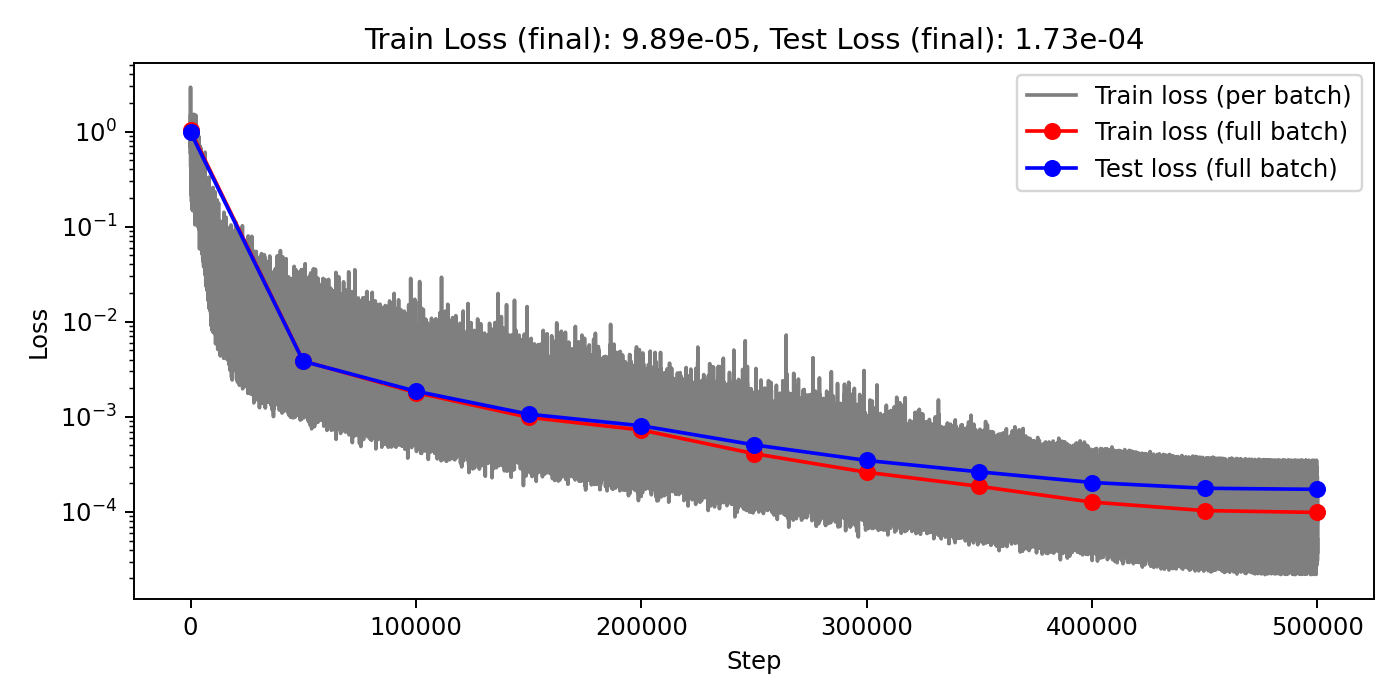 Train Loss (final): 9.89e-05, Test Loss (final): 1.73e-04
Train loss (per batch)
Train loss (full batch)
Test loss (full batch)
Loss
10⁰
10⁻¹
10⁻²
10⁻³
10⁻⁴
0 100000 200000 300000 400000 500000
Step